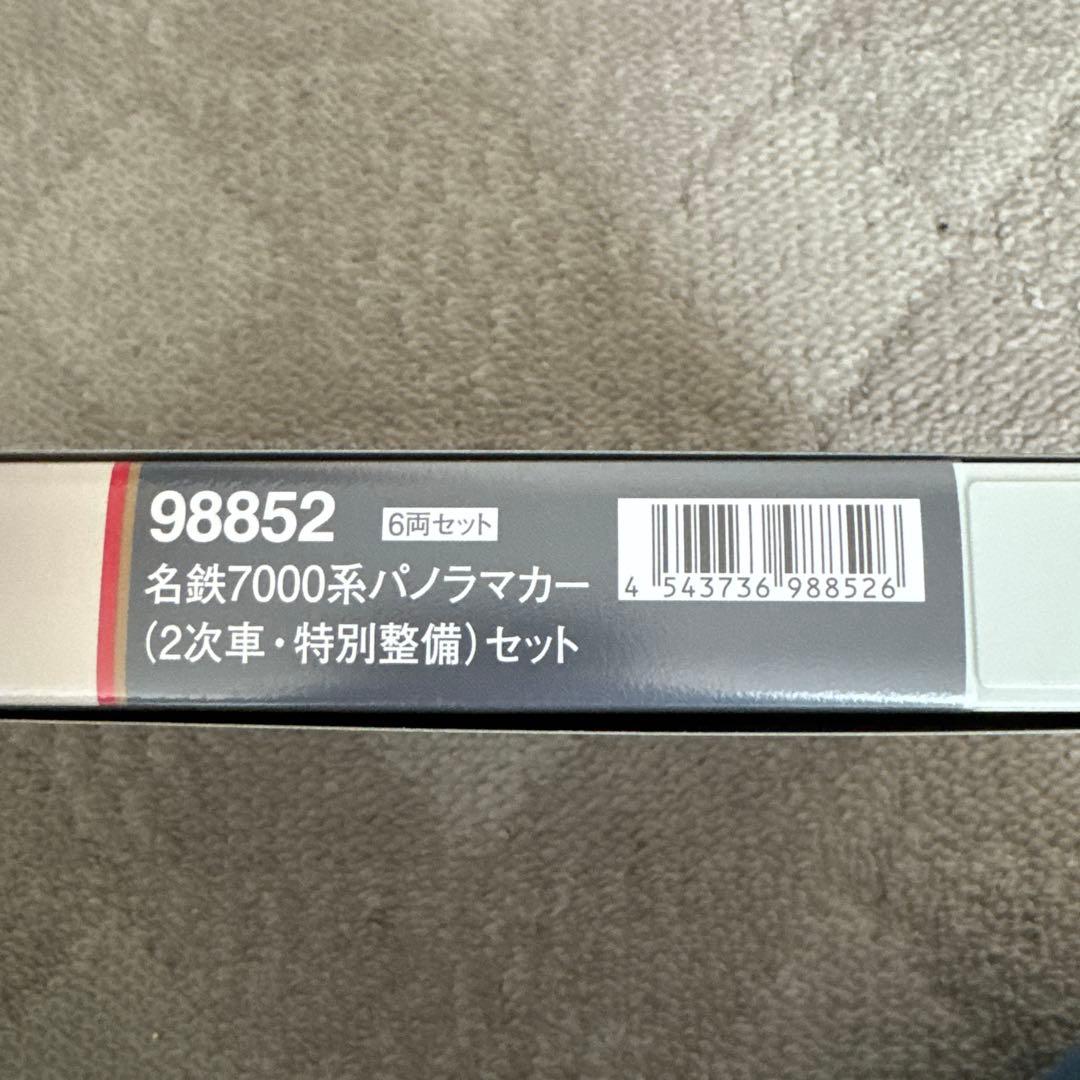 98852 6両セット
名鉄7000系パノラマカー
(2次車・特別整備)セット
4 543736 988526